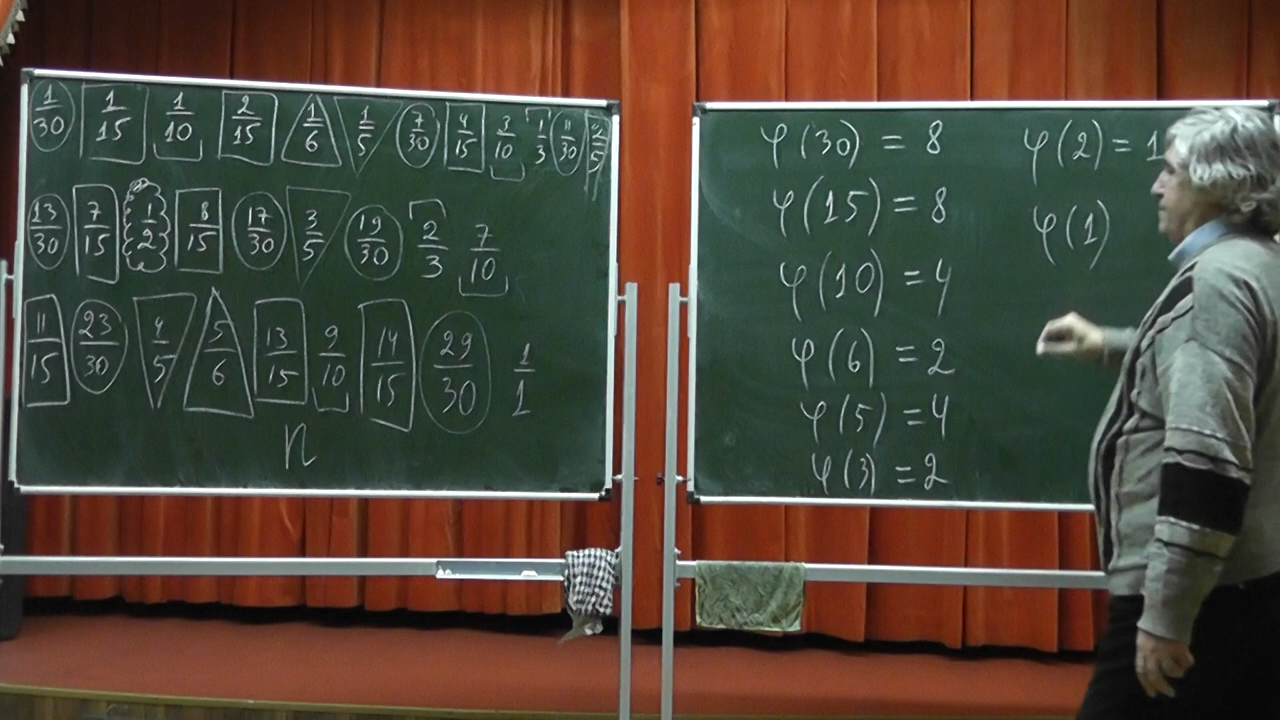 1/30 1/15 1/10 2/15 1/6 1/5 7/30 4/15 3/10 1/3 11/30 2/5
13/30 7/15 1/2 8/15 17/30 3/5 19/30 2/3 7/10
11/15 23/30 4/5 5/6 13/15 9/10 14/15 29/30 1/1
n
φ(30) = 8
φ(15) = 8
φ(10) = 4
φ(6) = 2
φ(5) = 4
φ(3) = 2
φ(2) = 1
φ(1)